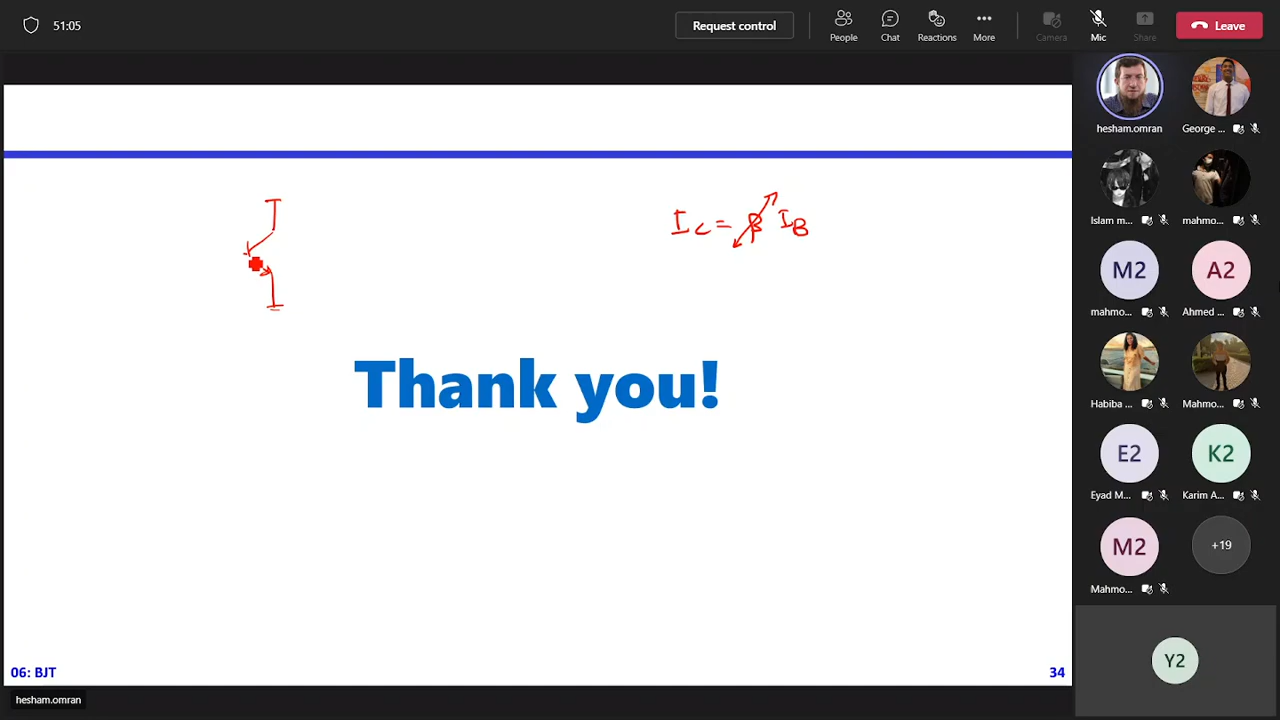 51:05
Request control
People
Chat
Reactions
More
Camera
Mic
Share
Leave
hesham.omran
George ...
Islam m...
mahmo...
M2
A2
mahmo...
Ahmed ...
Habiba ...
Mahmo...
E2
K2
Eyad M...
Karim A...
M2
+19
Mahmo...
Y2
I_C = β I_B
Thank you!
06: BJT
34
hesham.omran